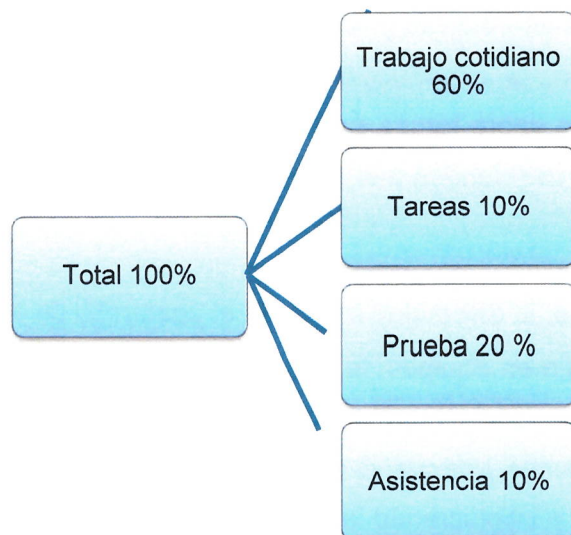 Trabajo cotidiano
60%
Tareas 10%
Total 100%
Prueba 20 %
Asistencia 10%